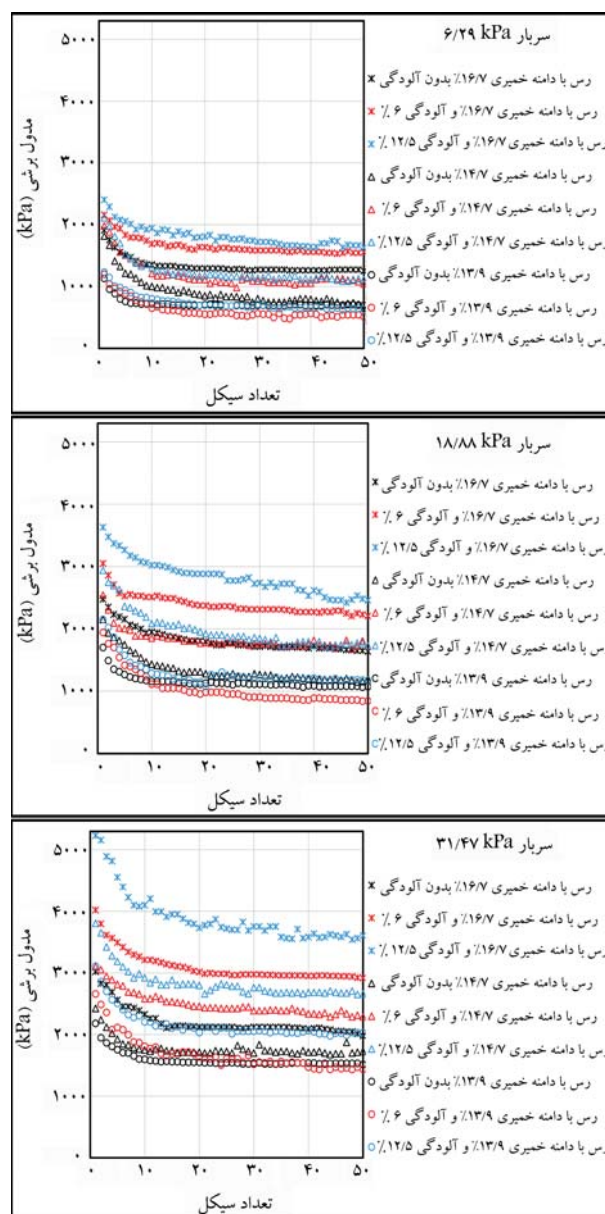 سربار ۶/۲۹ kPa
۵۰۰۰
۴۰۰۰
۳۰۰۰
۲۰۰۰
۱۰۰۰
۰
مدول برشی (kPa)
رس با دامنه خمیری ۱۶/۷٪ بدون آلودگی
رس با دامنه خمیری ۱۶/۷٪ و آلودگی ۶ ٪
رس با دامنه خمیری ۱۶/۷٪ و آلودگی ۱۲/۵ ٪
رس با دامنه خمیری ۱۴/۷٪ بدون آلودگی
رس با دامنه خمیری ۱۴/۷٪ و آلودگی ۶ ٪
رس با دامنه خمیری ۱۴/۷٪ و آلودگی ۱۲/۵ ٪
رس با دامنه خمیری ۱۳/۹٪ بدون آلودگی
رس با دامنه خمیری ۱۳/۹٪ و آلودگی ۶ ٪
رس با دامنه خمیری ۱۳/۹٪ و آلودگی ۱۲/۵ ٪
۰ ۱۰ ۲۰ ۳۰ ۴۰ ۵۰
تعداد سیکل
سربار ۱۸/۸۸ kPa
۵۰۰۰
۴۰۰۰
۳۰۰۰
۲۰۰۰
۱۰۰۰
۰
مدول برشی (kPa)
رس با دامنه خمیری ۱۶/۷٪ بدون آلودگی
رس با دامنه خمیری ۱۶/۷٪ و آلودگی ۶ ٪
رس با دامنه خمیری ۱۶/۷٪ و آلودگی ۱۲/۵ ٪
رس با دامنه خمیری ۱۴/۷٪ بدون آلودگی
رس با دامنه خمیری ۱۴/۷٪ و آلودگی ۶ ٪
رس با دامنه خمیری ۱۴/۷٪ و آلودگی ۱۲/۵ ٪
رس با دامنه خمیری ۱۳/۹٪ بدون آلودگی
رس با دامنه خمیری ۱۳/۹٪ و آلودگی ۶ ٪
رس با دامنه خمیری ۱۳/۹٪ و آلودگی ۱۲/۵ ٪
۰ ۱۰ ۲۰ ۳۰ ۴۰ ۵۰
تعداد سیکل
سربار ۳۱/۴۷ kPa
۵۰۰۰
۴۰۰۰
۳۰۰۰
۲۰۰۰
۱۰۰۰
۰
مدول برشی (kPa)
رس با دامنه خمیری ۱۶/۷٪ بدون آلودگی
رس با دامنه خمیری ۱۶/۷٪ و آلودگی ۶ ٪
رس با دامنه خمیری ۱۶/۷٪ و آلودگی ۱۲/۵ ٪
رس با دامنه خمیری ۱۴/۷٪ بدون آلودگی
رس با دامنه خمیری ۱۴/۷٪ و آلودگی ۶ ٪
رس با دامنه خمیری ۱۴/۷٪ و آلودگی ۱۲/۵ ٪
رس با دامنه خمیری ۱۳/۹٪ بدون آلودگی
رس با دامنه خمیری ۱۳/۹٪ و آلودگی ۶ ٪
رس با دامنه خمیری ۱۳/۹٪ و آلودگی ۱۲/۵ ٪
۰ ۱۰ ۲۰ ۳۰ ۴۰ ۵۰
تعداد سیکل